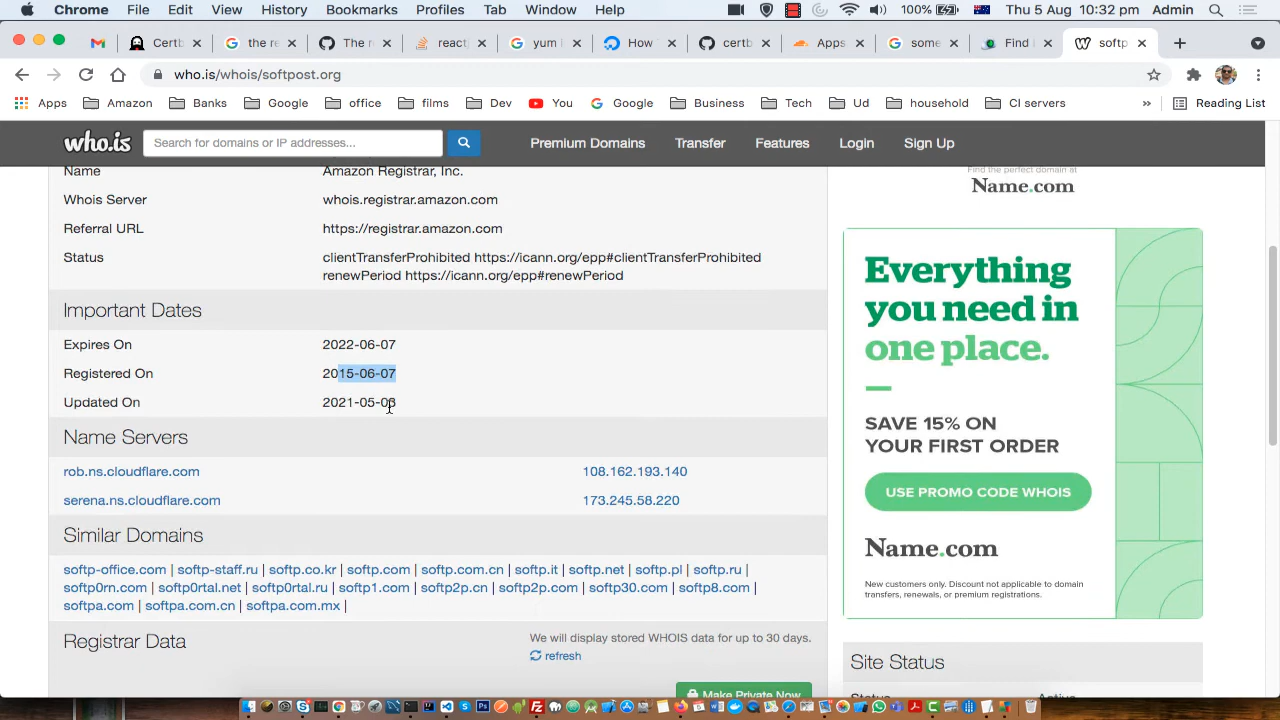 Chrome File Edit View History Bookmarks Profiles Tab Window Help 100% Thu 5 Aug 10:32 pm Admin
Certb the re The r react yum i How certb Apps some Find softp
who.is/whois/softpost.org
Apps Amazon Banks Google office films Dev You Google Business Tech Ud household CI servers » Reading List
who.is Search for domains or IP addresses... Premium Domains Transfer Features Login Sign Up
Name Amazon Registrar, Inc.
Whois Server whois.registrar.amazon.com
Referral URL https://registrar.amazon.com
Status clientTransferProhibited https://icann.org/epp#clientTransferProhibited
renewPeriod https://icann.org/epp#renewPeriod
Important Dates
Expires On 2022-06-07
Registered On 2015-06-07
Updated On
Name Servers
rob.ns.cloudflare.com 108.162.193.140
serena.ns.cloudflare.com 173.245.58.220
Similar Domains
softp-office.com | softp-staff.ru | softp.co.kr | softp.com | softp.com.cn | softp.it | softp.net | softp.pl | softp.ru |
softp0rn.com | softp0rtal.net | softp0rtal.ru | softp1.com | softp2p.cn | softp2p.com | softp30.com | softp8.com |
softpa.com | softpa.com.cn | softpa.com.mx |
Registrar Data We will display stored WHOIS data for up to 30 days.
refresh
Make Private Now
Find the perfect domain at
Name.com
Everything
you need in
one place.
SAVE 15% ON
YOUR FIRST ORDER
USE PROMO CODE WHOIS
Name.com
New customers only. Discount not applicable to domain
transfers, renewals, or premium registrations.
Site Status
Status Active